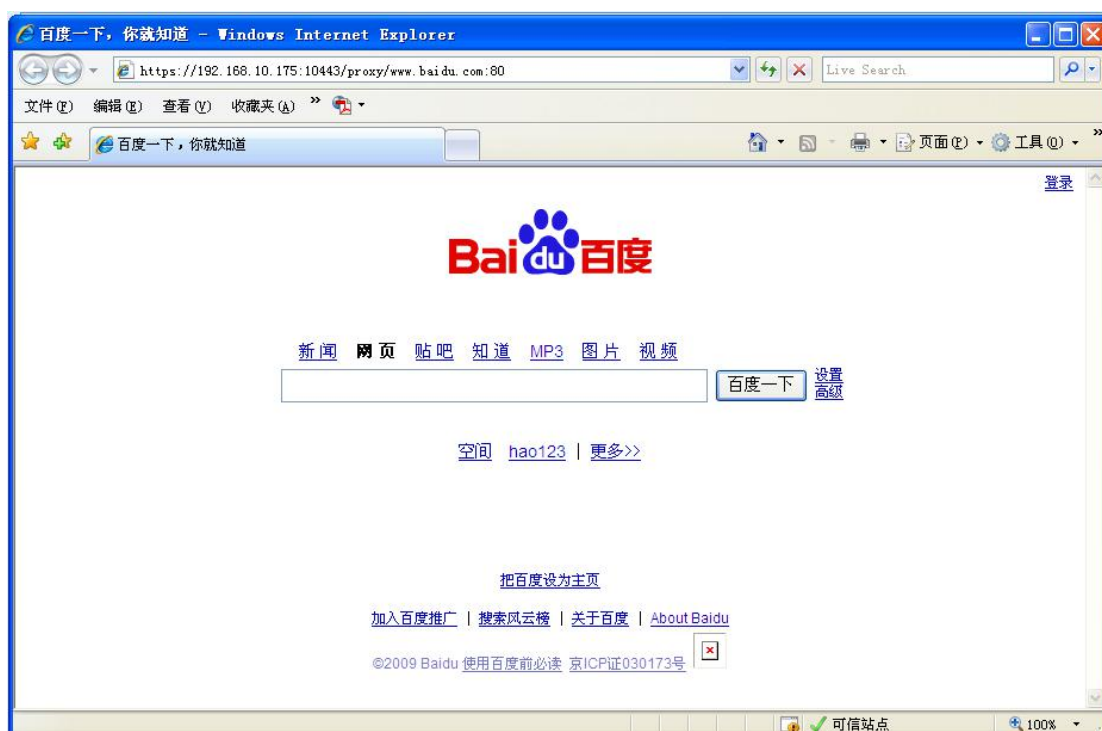 百度一下，你就知道 - Windows Internet Explorer
https://192.168.10.175:10443/proxy/www.baidu.com:80 Live Search
文件(F) 编辑(E) 查看(V) 收藏夹(A) »
百度一下，你就知道 页面(P) 工具(O) »
登录
Bai du 百度
新闻 网页 贴吧 知道 MP3 图片 视频
百度一下 设置
高级
空间 hao123 | 更多>>
把百度设为主页
加入百度推广 | 搜索风云榜 | 关于百度 | About Baidu
©2009 Baidu 使用百度前必读 京ICP证030173号
可信站点 100%